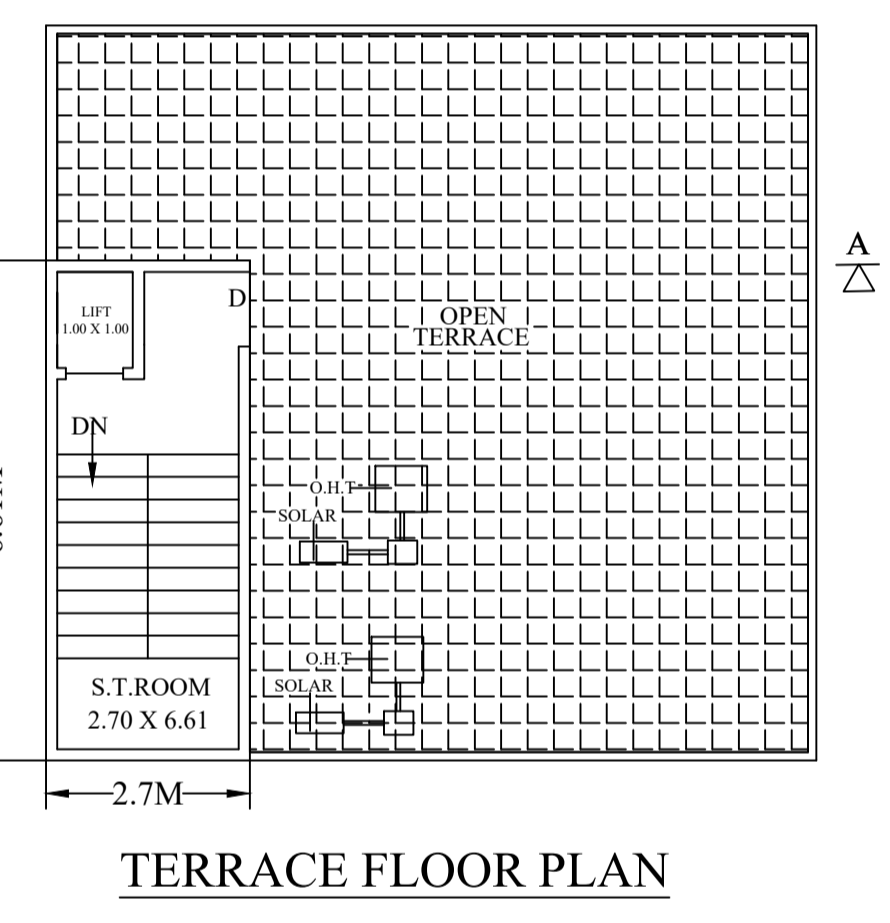 A
LIFT
1.00 X 1.00
D
OPEN
TERRACE
DN
O.H.T
SOLAR
O.H.T
SOLAR
S.T.ROOM
2.70 X 6.61
2.7M
TERRACE FLOOR PLAN